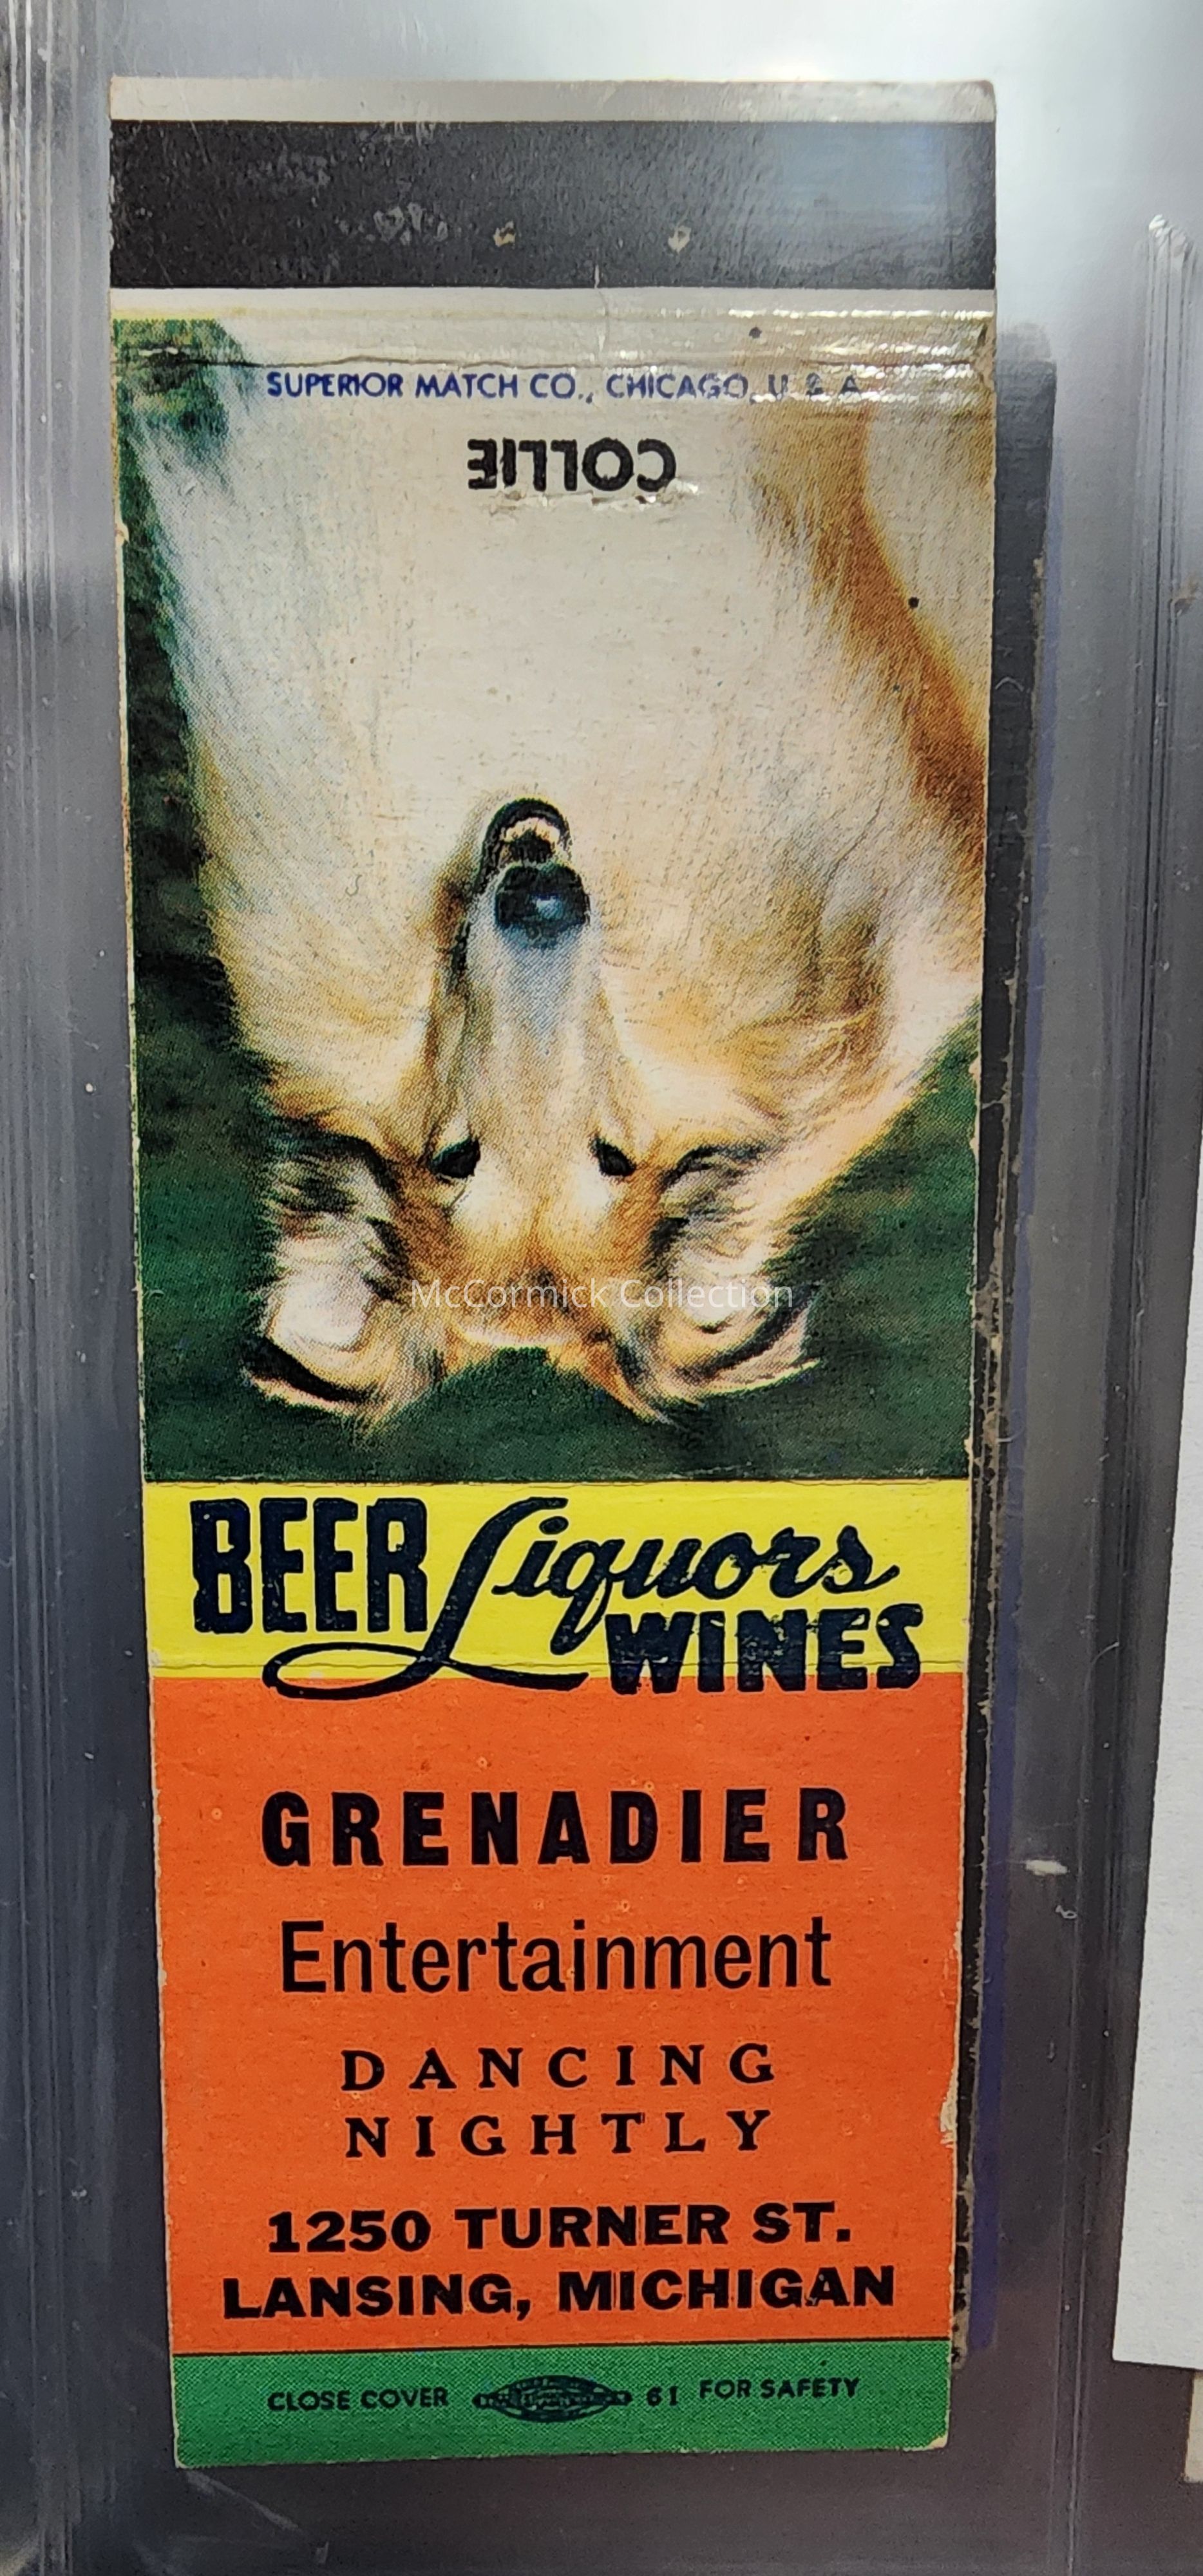 SUPERIOR MATCH CO., CHICAGO, U.S.A.
COLLIE
McCormick Collection
BEER Liquors
WINES
GRENADIER
Entertainment
DANCING
NIGHTLY
1250 TURNER ST.
LANSING, MICHIGAN
CLOSE COVER 61 FOR SAFETY